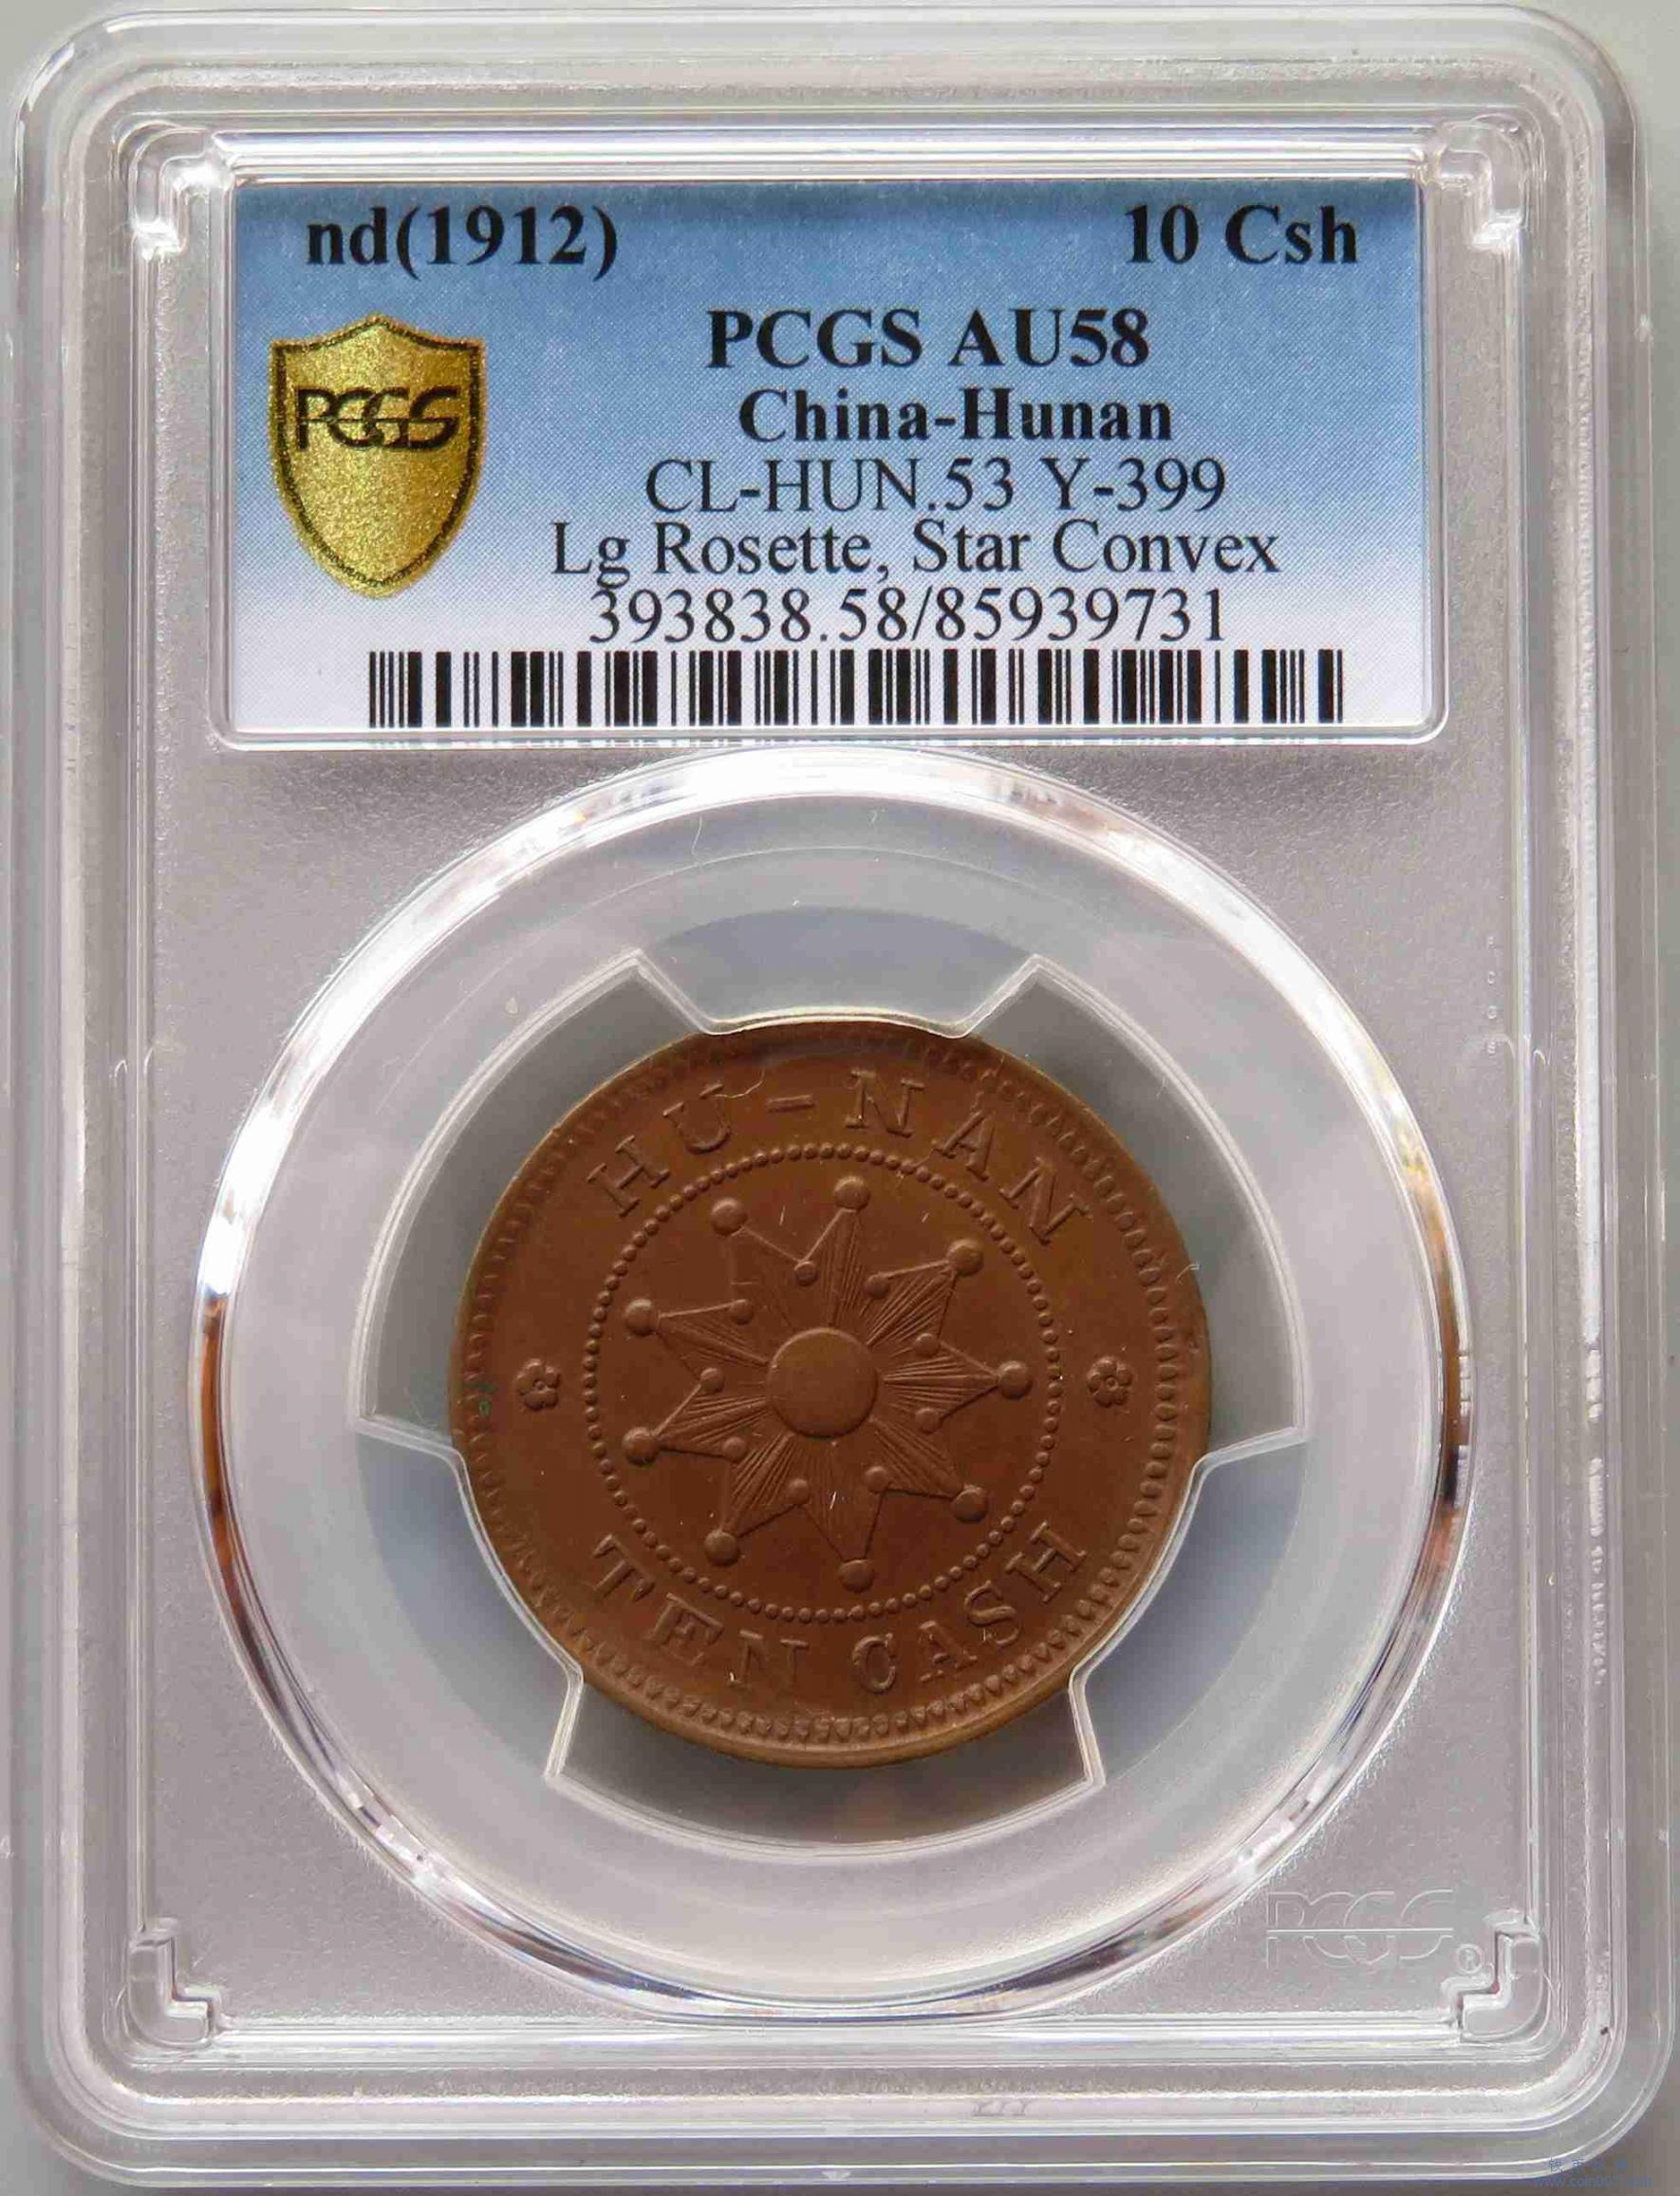 nd(1912) 10 Csh
PCGS AU58
PCGS
China-Hunan
CL-HUN.53 Y-399
Lg Rosette, Star Convex
393838.58/85939731
HU-NAN
TEN CASH
PCGS ®